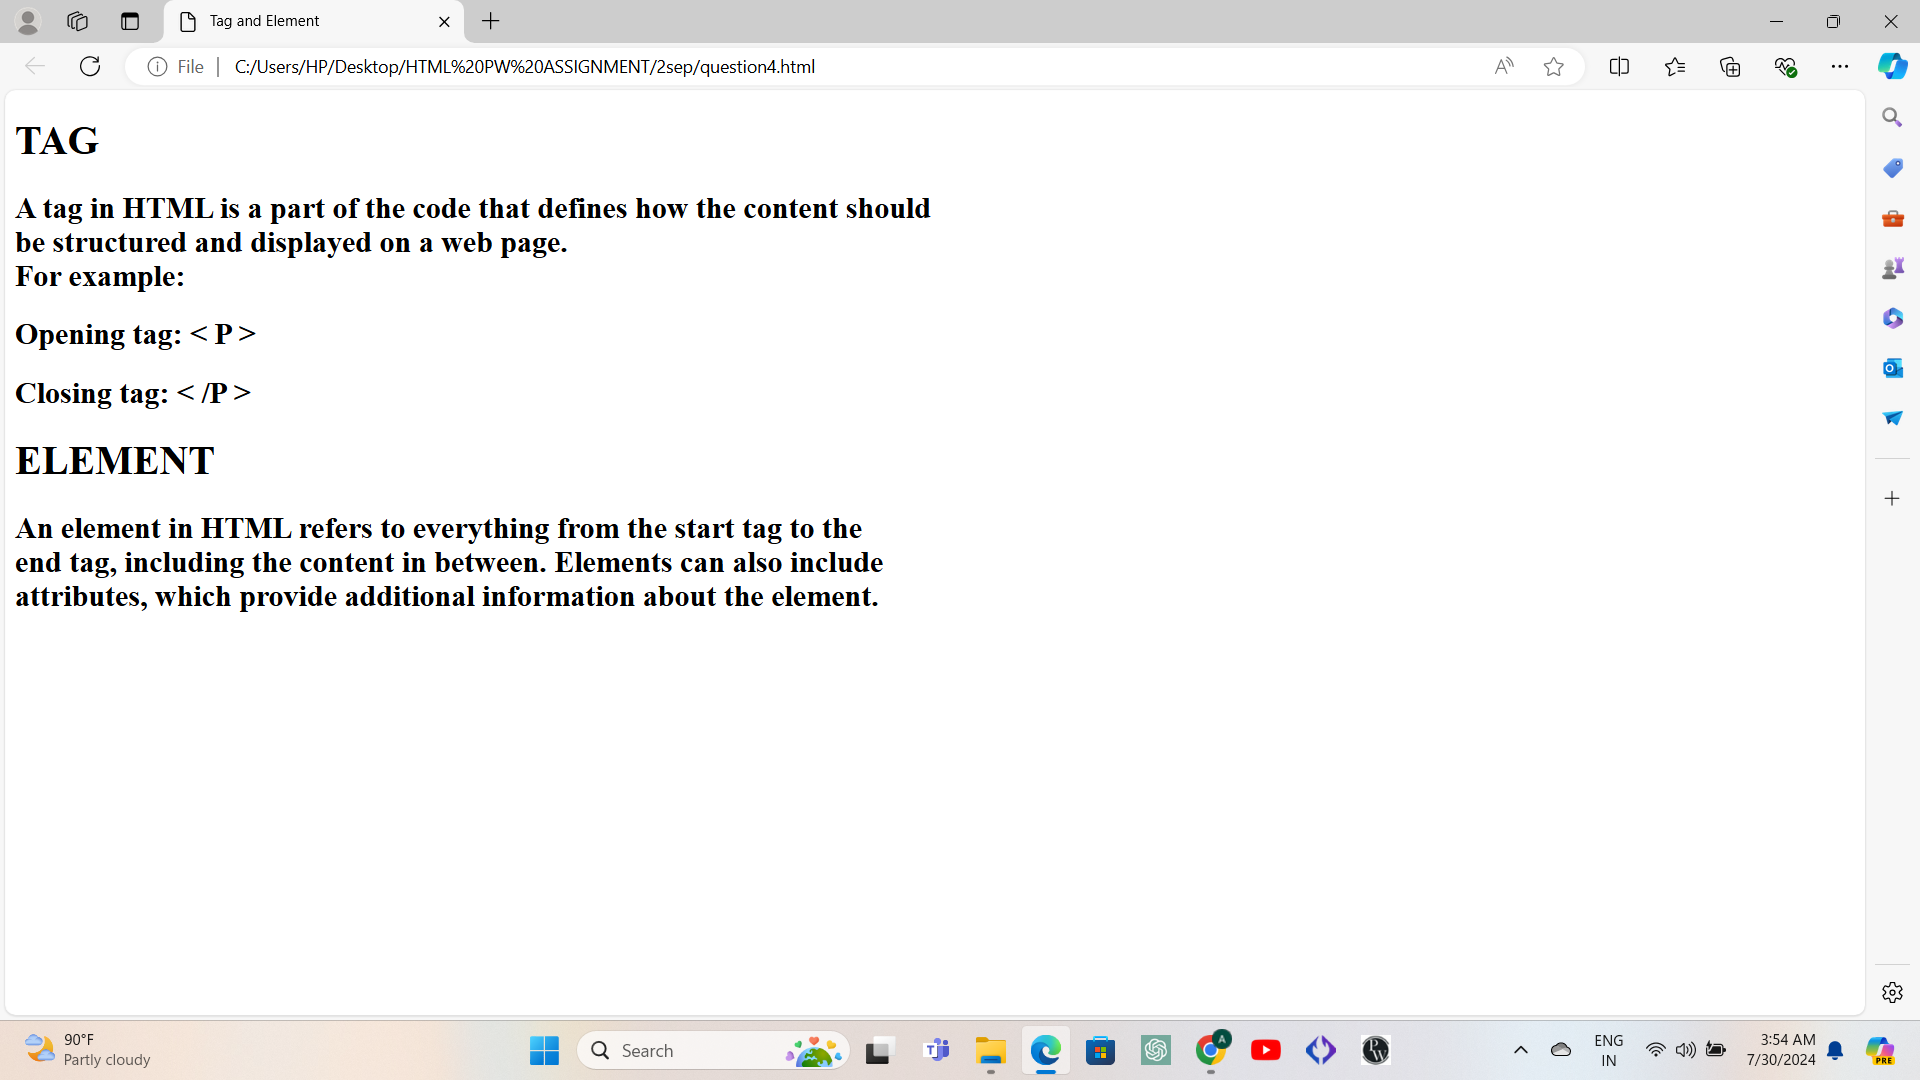 Tag and Element
File
C:/Users/HP/Desktop/HTML%20PW%20ASSIGNMENT/2sep/question4.html
TAG
A tag in HTML is a part of the code that defines how the content should
be structured and displayed on a web page.
For example:
Opening tag: < P >
Closing tag: < /P >
ELEMENT
An element in HTML refers to everything from the start tag to the
end tag, including the content in between. Elements can also include
attributes, which provide additional information about the element.
90°F
Partly cloudy
Search
A
PW
ENG
IN
3:54 AM
7/30/2024
PRE